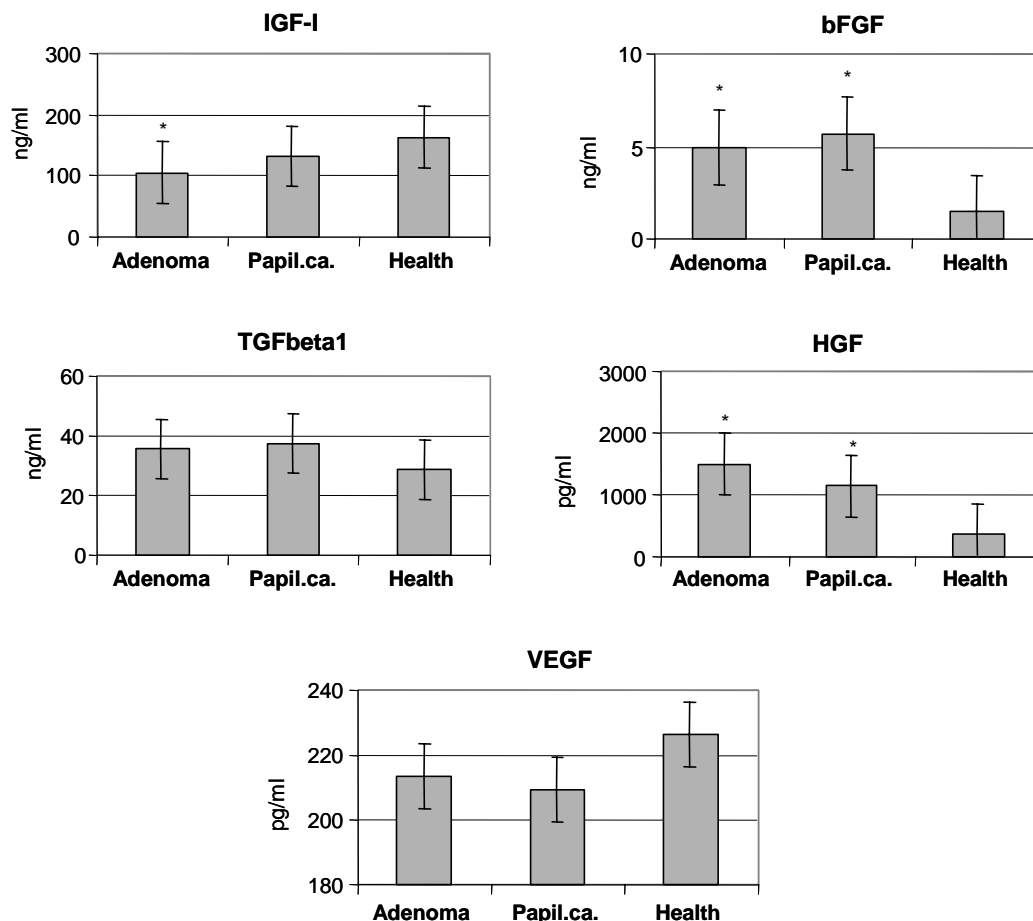 IGF-I
300
200
100
0
ng/ml
*
Adenoma Papil.ca. Health
bFGF
10
5
0
ng/ml
* *
Adenoma Papil.ca. Health
TGFbeta1
60
40
20
0
ng/ml
Adenoma Papil.ca. Health
HGF
3000
2000
1000
0
pg/ml
* *
Adenoma Papil.ca. Health
VEGF
240
220
200
180
pg/ml
Adenoma Papil.ca. Health